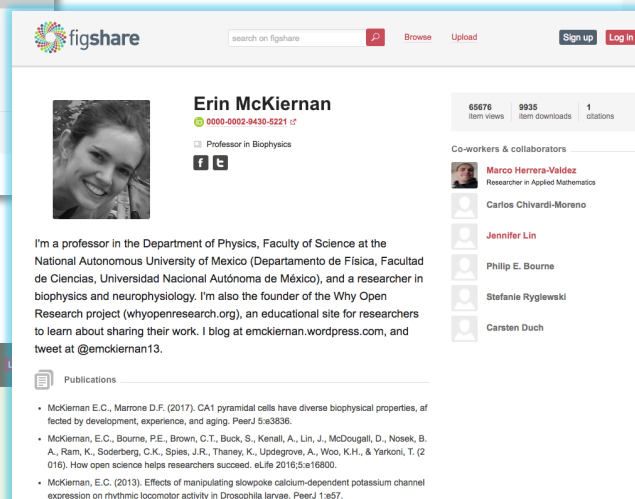 figshare
search on figshare
Browse
Upload
Sign up
Log in
Erin McKiernan
iD 0000-0002-9430-5221
Professor in Biophysics
65676
item views
9935
item downloads
1
citations
Co-workers & collaborators
Marco Herrera-Valdez
Researcher in Applied Mathematics
Carlos Chivardi-Moreno
Jennifer Lin
Philip E. Bourne
Stefanie Ryglewski
Carsten Duch
I'm a professor in the Department of Physics, Faculty of Science at the
National Autonomous University of Mexico (Departamento de Física, Facultad
de Ciencias, Universidad Nacional Autónoma de México), and a researcher in
biophysics and neurophysiology. I'm also the founder of the Why Open
Research project (whyopenresearch.org), an educational site for researchers
to learn about sharing their work. I blog at emckiernan.wordpress.com, and
tweet at @emckiernan13.
Publications
• McKiernan E.C., Marrone D.F. (2017). CA1 pyramidal cells have diverse biophysical properties, af
fected by development, experience, and aging. PeerJ 5:e3836.
• McKiernan, E.C., Bourne, P.E., Brown, C.T., Buck, S., Kenall, A., Lin, J., McDougall, D., Nosek, B.
A., Ram, K., Soderberg, C.K., Spies, J.R., Thaney, K., Updegrove, A., Woo, K.H., & Yarkoni, T. (2
016). How open science helps researchers succeed. eLife 2016;5:e16800.
• McKiernan, E.C. (2013). Effects of manipulating slowpoke calcium-dependent potassium channel
expression on rhythmic locomotor activity in Drosophila larvae. PeerJ 1:e57.